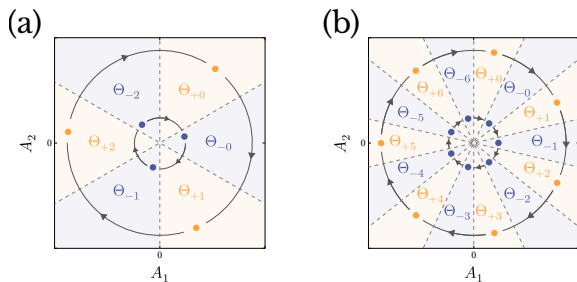 (a)
A₂
0
Θ₋₂ Θ₊₀
Θ₊₂ Θ₋₀
Θ₋₁ Θ₊₁
0
A₁
(b)
A₂
0
Θ₋₆ Θ₊₀
Θ₊₆ Θ₋₀
Θ₋₅ Θ₊₁
Θ₊₅ Θ₋₁
Θ₋₄ Θ₊₂
Θ₊₄ Θ₋₂
Θ₋₃ Θ₊₃
0
A₁